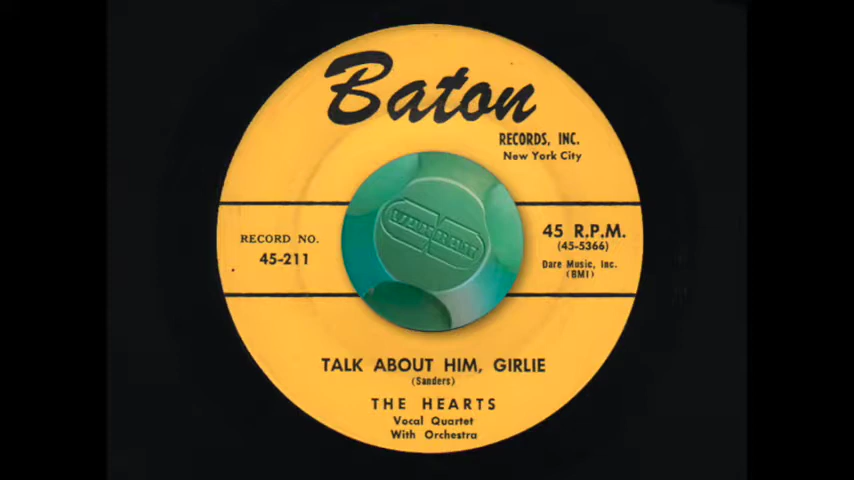 Baton
RECORDS, INC.
New York City
RECORD NO.
45-211
45 R.P.M.
(45-5366)
Dare Music, Inc.
(BMI)
TALK ABOUT HIM, GIRLIE
(Sanders)
THE HEARTS
Vocal Quartet
With Orchestra